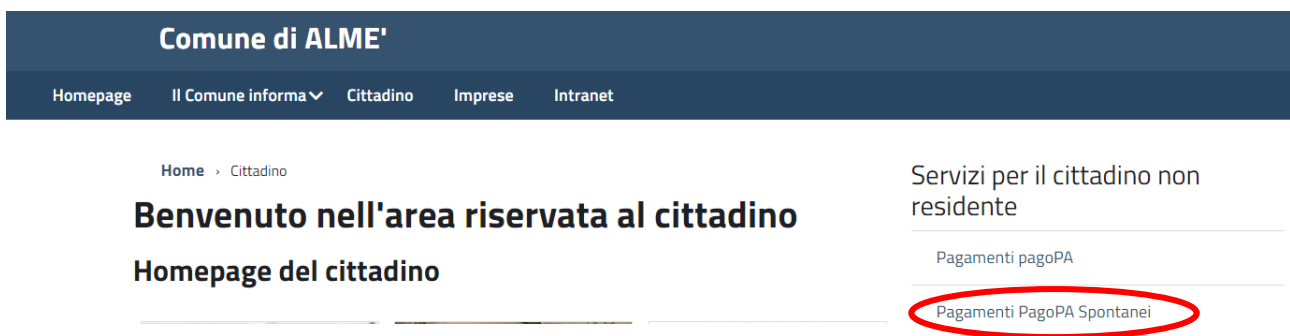 Comune di ALME'
Homepage Il Comune informa Cittadino Imprese Intranet
Home › Cittadino
Benvenuto nell'area riservata al cittadino
Homepage del cittadino
Servizi per il cittadino non
residente
Pagamenti pagoPA
Pagamenti PagoPA Spontanei